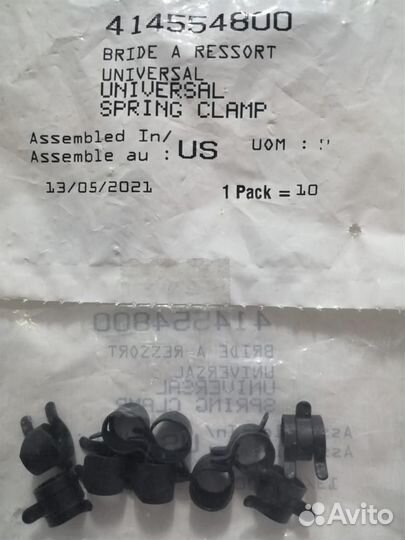 414554800
BRIDE A RESSORT
UNIVERSAL
UNIVERSAL
SPRING CLAMP
Assembled In/
Assemble au : US UOM :
13/05/2021 1 Pack = 10
414554800
BRIDE A RESSORT
UNIVERSAL
UNIVERSAL
SPRING CLAMP
Avito